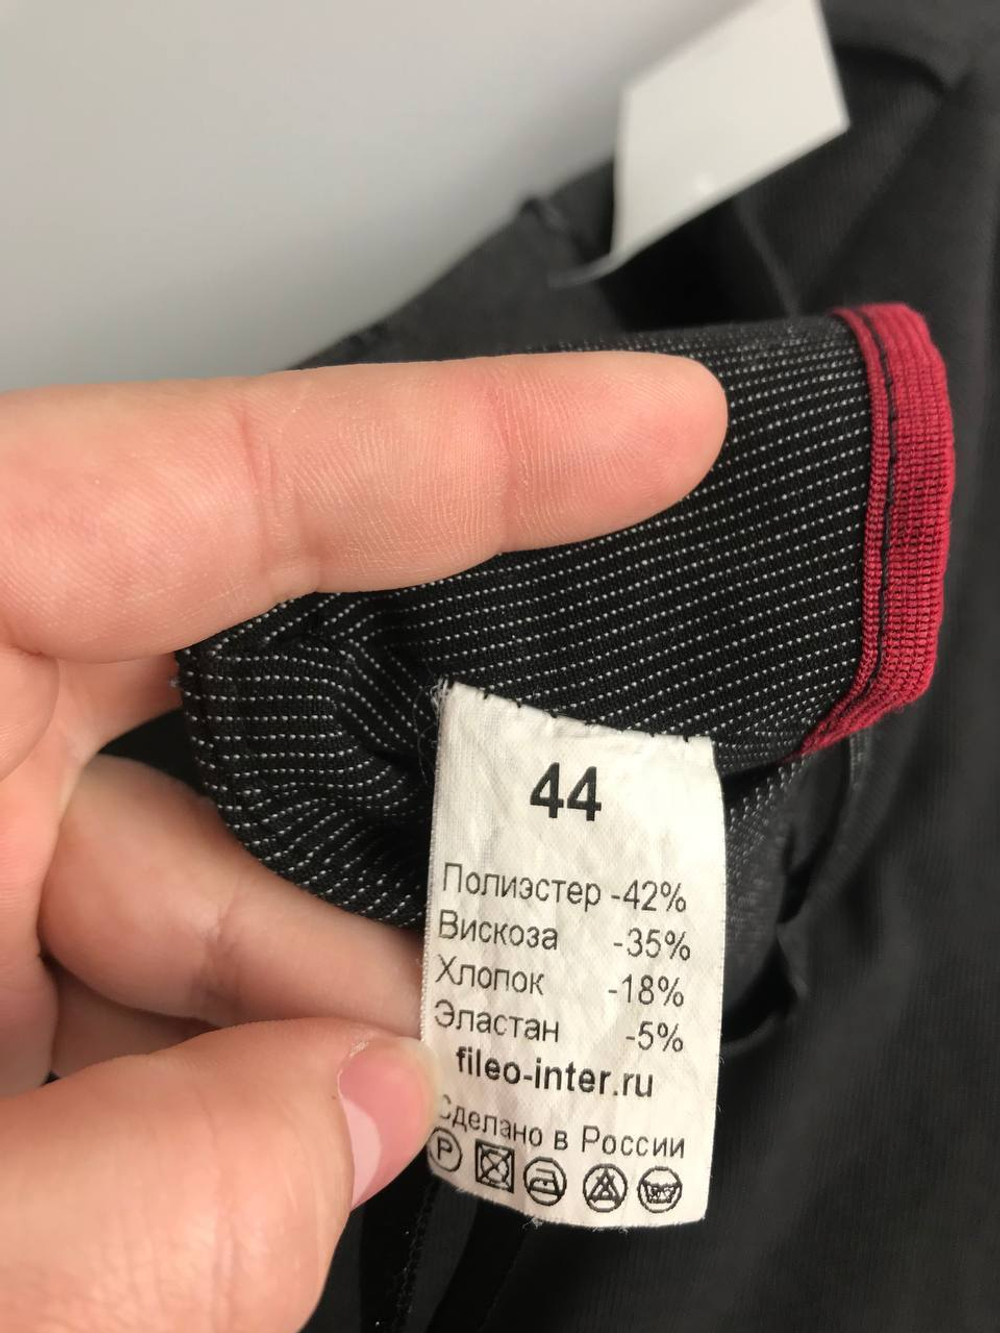 44
Полиэстер -42%
Вискоза -35%
Хлопок -18%
Эластан -5%
fileo-inter.ru
Сделано в России
P